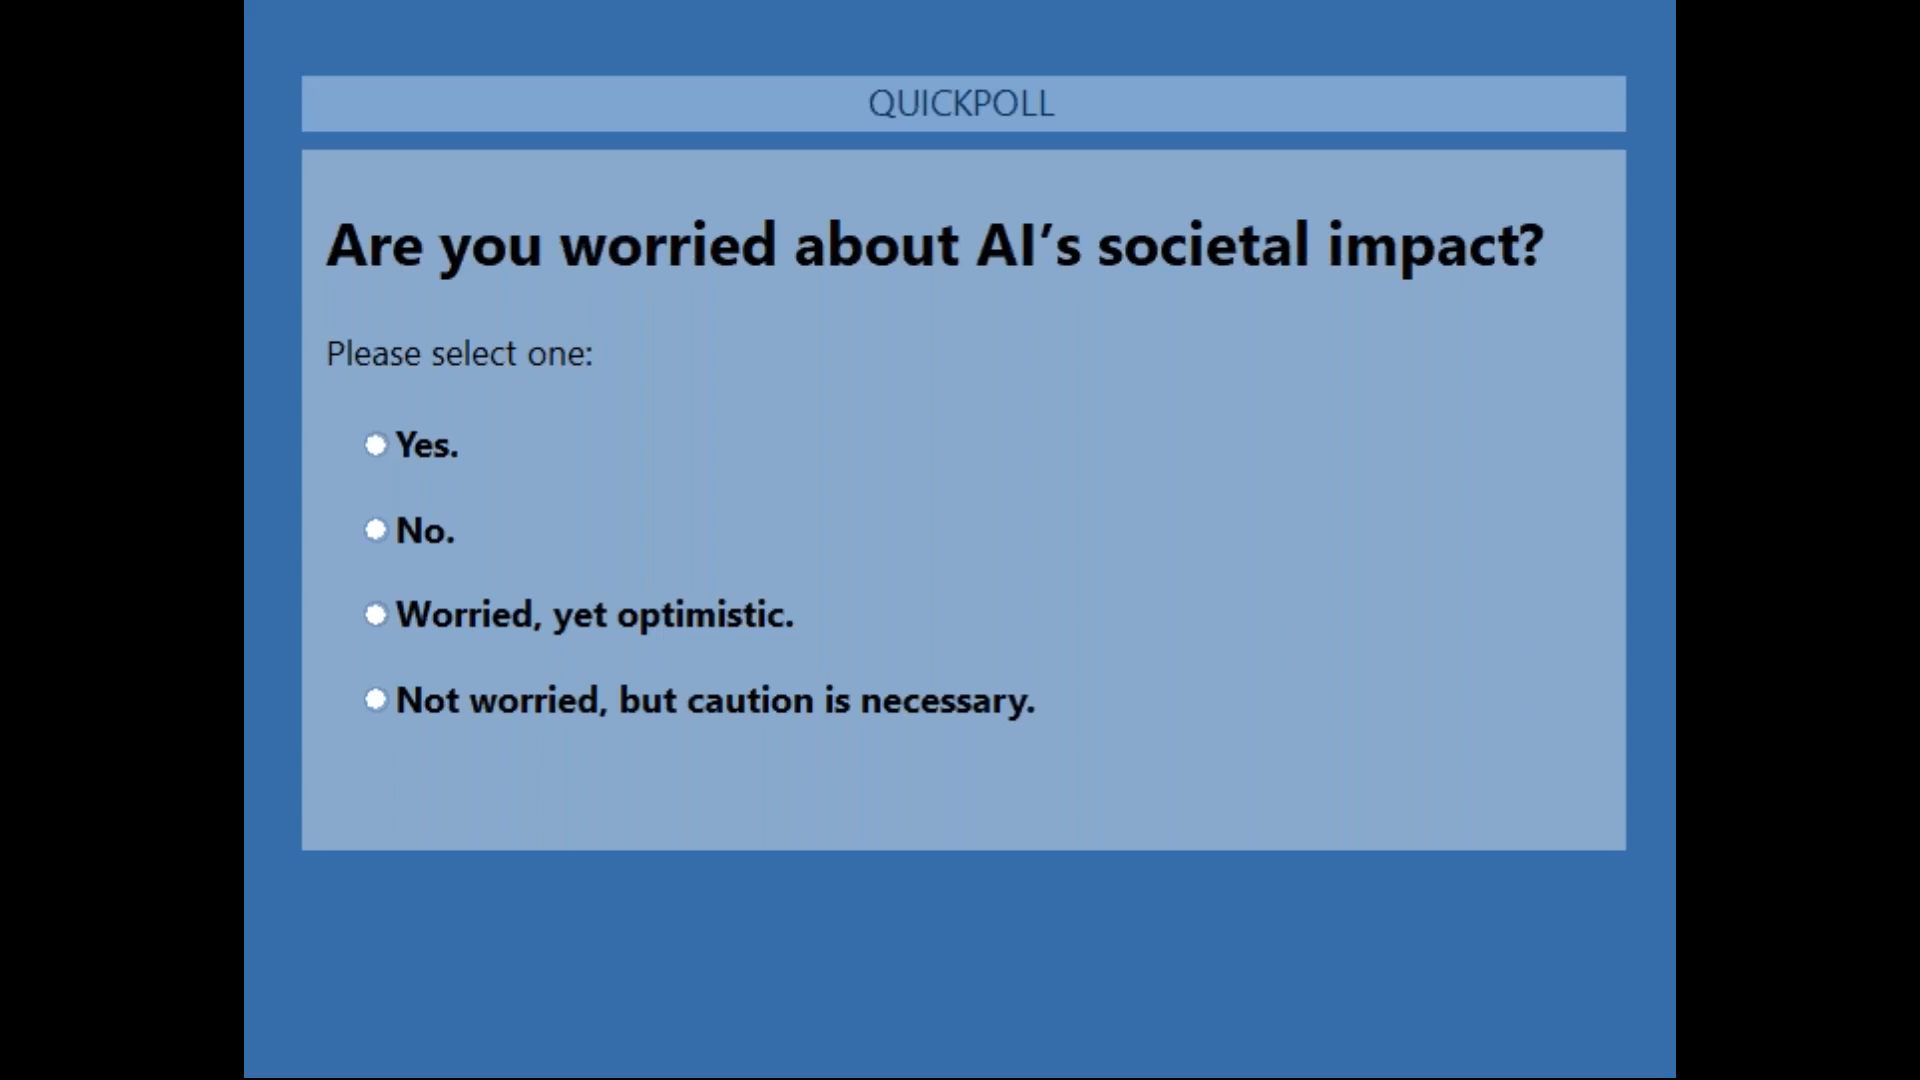 QUICKPOLL
Are you worried about AI’s societal impact?
Please select one:
Yes.
No.
Worried, yet optimistic.
Not worried, but caution is necessary.